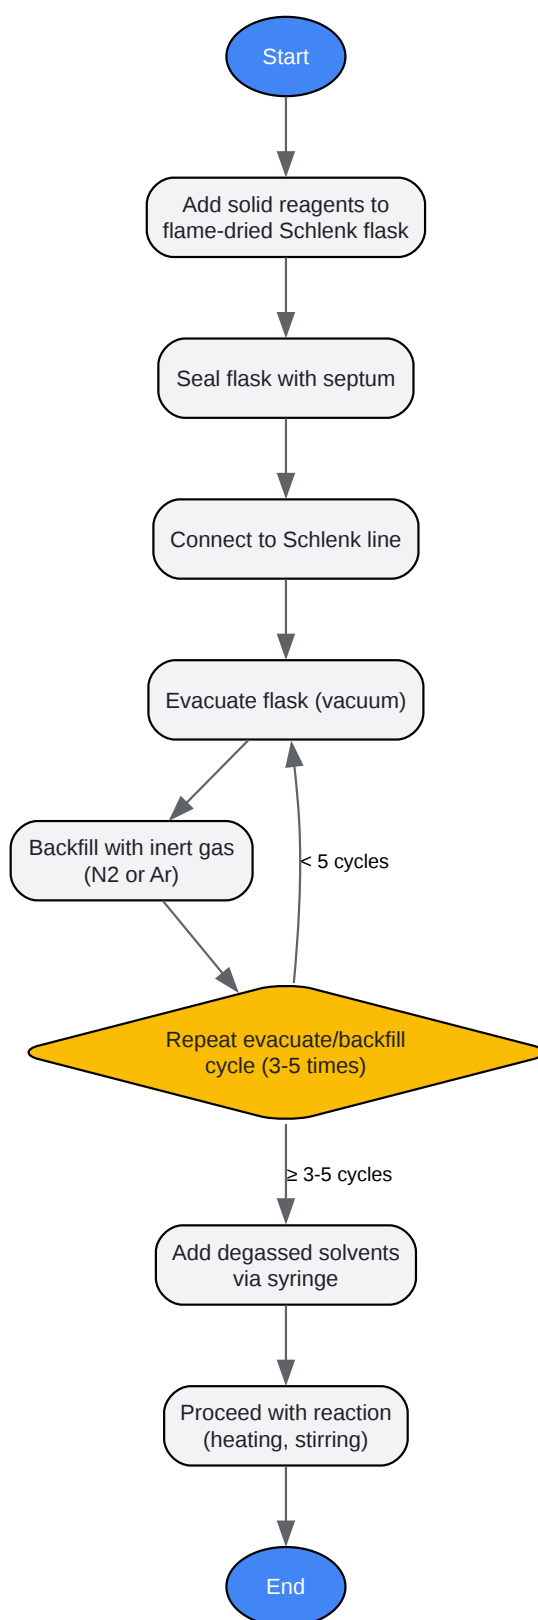 Start
Add solid reagents to
flame-dried Schlenk flask
Seal flask with septum
Connect to Schlenk line
Evacuate flask (vacuum)
Backfill with inert gas
(N2 or Ar)
< 5 cycles
Repeat evacuate/backfill
cycle (3-5 times)
≥ 3-5 cycles
Add degassed solvents
via syringe
Proceed with reaction
(heating, stirring)
End